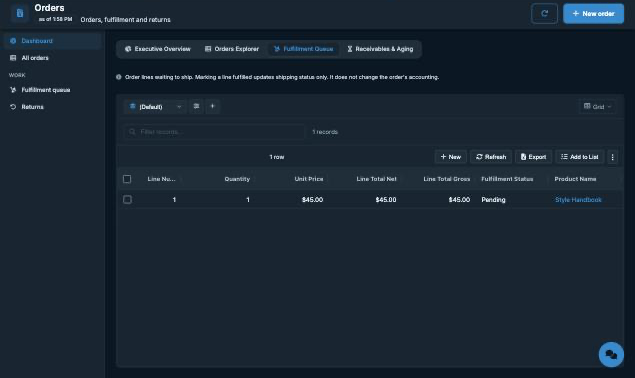 Orders
as of 1:58 PM Orders, fulfillment and returns
New order
Dashboard
All orders
WORK
Fulfillment queue
Returns
Executive Overview
Orders Explorer
Fulfillment Queue
Receivables & Aging
Order lines waiting to ship. Marking a line fulfilled updates shipping status only. It does not change the order's accounting.
(Default)
Grid
Filter records...
1 records
1 row
New
Refresh
Export
Add to List
Line Nu... Quantity Unit Price Line Total Net Line Total Gross Fulfillment Status Product Name
1 1 $45.00 $45.00 $45.00 Pending Style Handbook